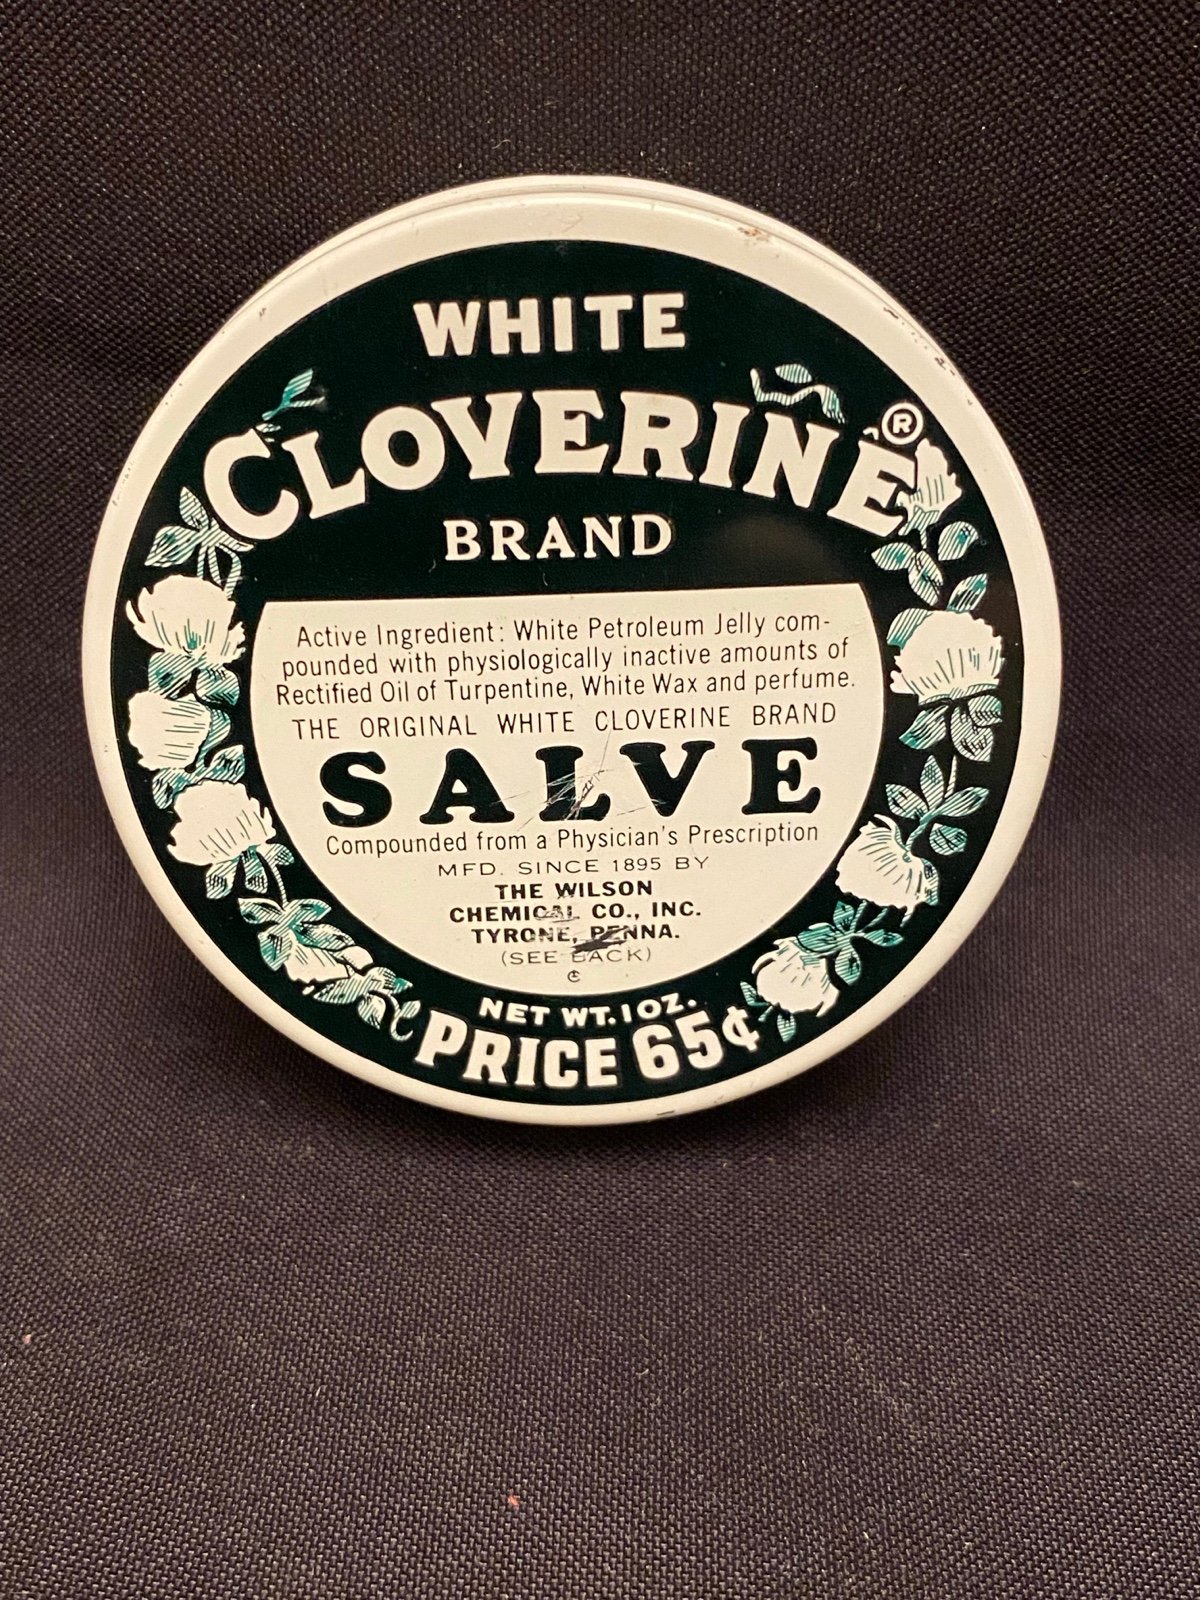 WHITE
CLOVERINE®
BRAND
Active Ingredient: White Petroleum Jelly com-
pounded with physiologically inactive amounts of
Rectified Oil of Turpentine, White Wax and perfume.
THE ORIGINAL WHITE CLOVERINE BRAND
SALVE
Compounded from a Physician's Prescription
MFD. SINCE 1895 BY
THE WILSON
CHEMICAL CO., INC.
TYRONE, PENNA.
(SEE BACK)
NET WT. 1 OZ.
PRICE 65¢